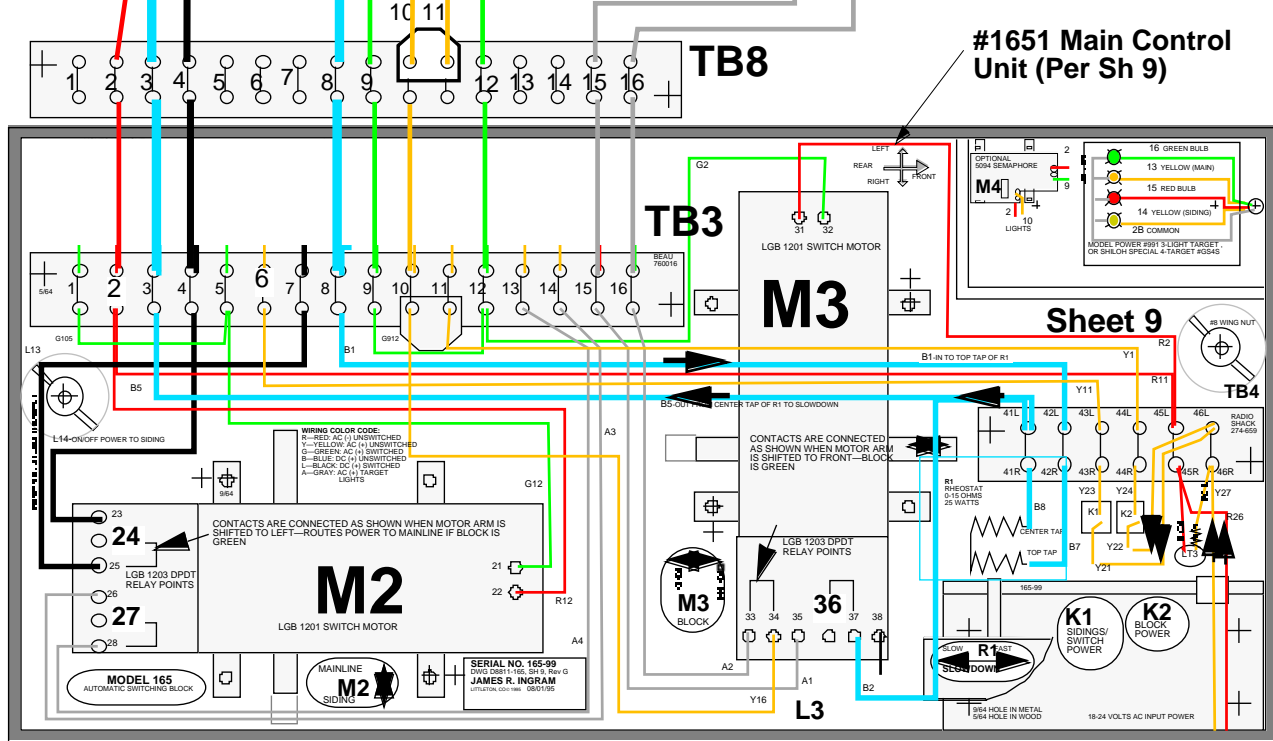 10 11
#1651 Main Control
Unit (Per Sh 9)
TB8
1 2 3 4 5 6 7 8 9 12 13 14 15 16
LEFT
REAR
RIGHT
FRONT
G2
OPTIONAL
5094 SEMAPHORE
M4
2
9
2
10
LIGHTS
16 GREEN BULB
13 YELLOW (MAIN)
15 RED BULB
14 YELLOW (SIDING)
2B COMMON
MODEL POWER #991 3-LIGHT TARGET
OR SHILOH SPECIAL 4-TARGET #GS4S
TB3
BEAU
760016
5/64
1 2 3 4 5 6 7 8 9 10 11 12 13 14 15 16
31 32
LGB 1201 SWITCH MOTOR
M3
Sheet 9
#8 WING NUT
TB4
G105
L13
B1
G912
B1-IN TO TOP TAP OF R1
Y1
R2
R11
B5
Y11
B5-OUT FROM CENTER TAP OF R1 TO SLOWDOWN
L14-ON/OFF POWER TO SIDING
WIRING COLOR CODE:
R—RED: AC (-) UNSWITCHED
Y—YELLOW: AC (+) UNSWITCHED
G—GREEN: AC (+) SWITCHED
B—BLUE: DC (+) UNSWITCHED
L—BLACK: DC (+) SWITCHED
A—GRAY: AC (+) TARGET
LIGHTS
A3
41L 42L 43L 44L 45L 46L
RADIO
SHACK
274-659
41R 42R 43R 44R 45R 46R
CONTACTS ARE CONNECTED
AS SHOWN WHEN MOTOR ARM
IS SHIFTED TO FRONT—BLOCK
IS GREEN
R1
RHEOSTAT
0-15 OHMS
25 WATTS
9/64
G12
Y23 Y24 Y27
B8
K1 K2
R26
CENTER TAP
B7
Y22
LT3
TOP TAP
Y21
23
24
25
26
27
28
CONTACTS ARE CONNECTED AS SHOWN WHEN MOTOR ARM IS
SHIFTED TO LEFT—ROUTES POWER TO MAINLINE IF BLOCK IS
GREEN
LGB 1203 DPDT
RELAY POINTS
M2
21
22
R12
LGB 1201 SWITCH MOTOR
A4
LGB 1203 DPDT
RELAY POINTS
M3
BLOCK
36
33 34 35 37 38
165-99
K1
SIDINGS/
SWITCH
POWER
K2
BLOCK
POWER
SLOW FAST
R1
SLOWDOWN
MODEL 165
AUTOMATIC SWITCHING BLOCK
MAINLINE
M2
SIDING
SERIAL NO. 165-99
DWG D8811-165, SH 9, Rev G
JAMES R. INGRAM
LITTLETON, CO© 1995 08/01/95
A2
A1
Y16
B2
L3
9/64 HOLE IN METAL
5/64 HOLE IN WOOD
18-24 VOLTS AC INPUT POWER